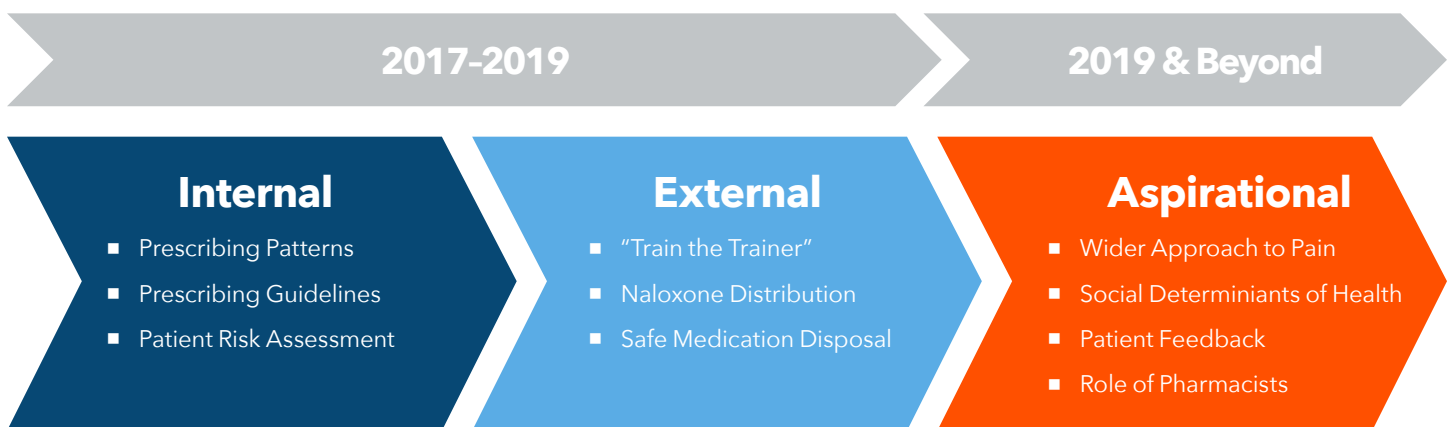 2017–2019
2019 & Beyond
Internal
▪ Prescribing Patterns
▪ Prescribing Guidelines
▪ Patient Risk Assessment
External
▪ “Train the Trainer”
▪ Naloxone Distribution
▪ Safe Medication Disposal
Aspirational
▪ Wider Approach to Pain
▪ Social Determiniants of Health
▪ Patient Feedback
▪ Role of Pharmacists